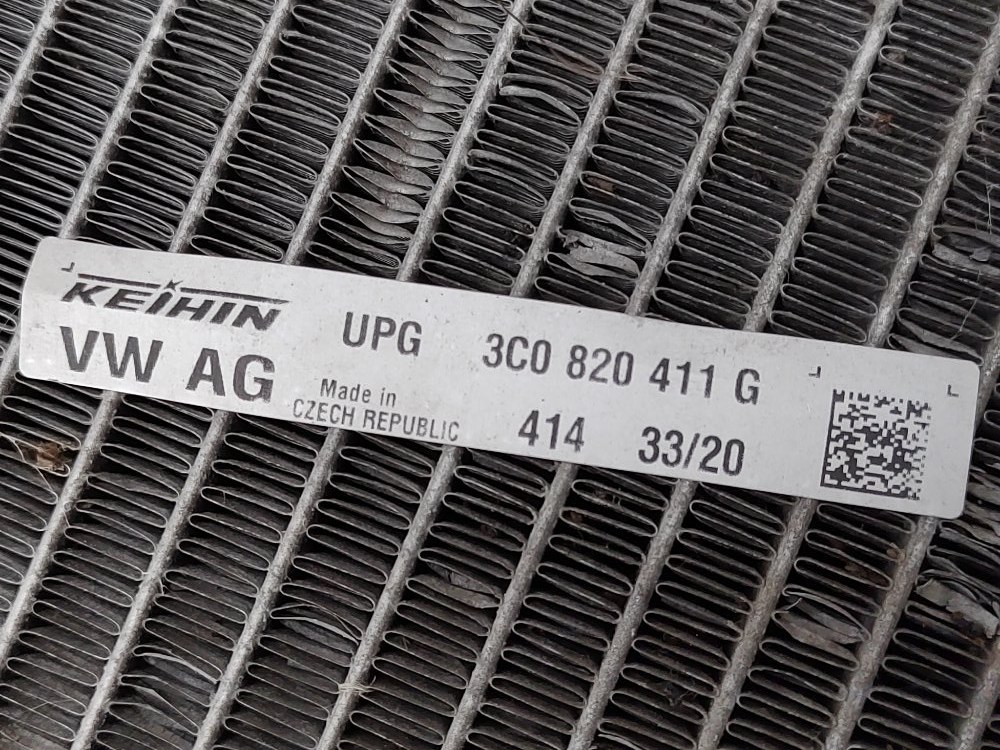 KEIHIN
VW AG
UPG 3C0 820 411 G
Made in
CZECH REPUBLIC
414 33/20